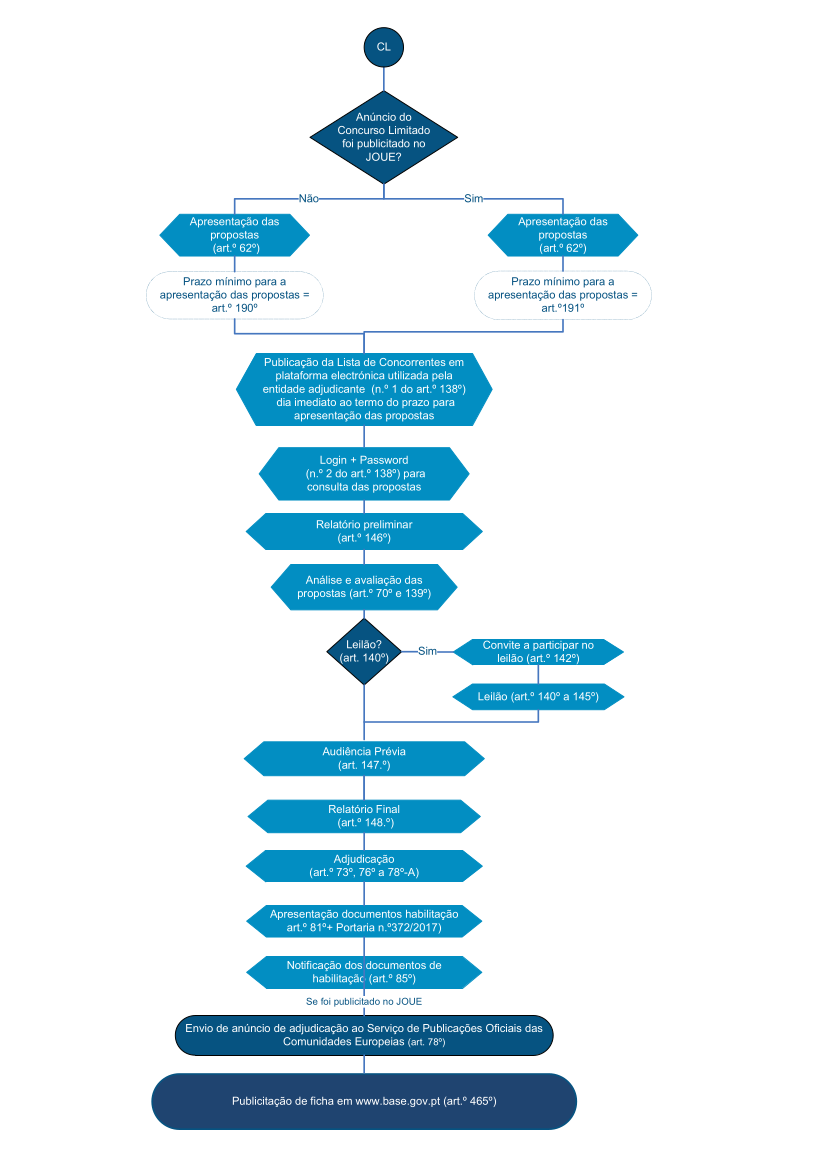 CL
Anúncio do
Concurso Limitado
foi publicitado no
JOUE?
Não
Sim
Apresentação das
propostas
(art.º 62º)
Apresentação das
propostas
(art.º 62º)
Prazo mínimo para a
apresentação das propostas =
art.º 190º
Prazo mínimo para a
apresentação das propostas =
art.º191º
Publicação da Lista de Concorrentes em
plataforma electrónica utilizada pela
entidade adjudicante (n.º 1 do art.º 138º)
dia imediato ao termo do prazo para
apresentação das propostas
Login + Password
(n.º 2 do art.º 138º) para
consulta das propostas
Relatório preliminar
(art.º 146º)
Análise e avaliação das
propostas (art.º 70º e 139º)
Leilão?
(art. 140º)
Sim
Convite a participar no
leilão (art.º 142º)
Leilão (art.º 140º a 145º)
Audiência Prévia
(art. 147.º)
Relatório Final
(art.º 148.º)
Adjudicação
(art.º 73º, 76º a 78º-A)
Apresentação documentos habilitação
art.º 81º+ Portaria n.º372/2017)
Notificação dos documentos de
habilitação (art.º 85º)
Se foi publicitado no JOUE
Envio de anúncio de adjudicação ao Serviço de Publicações Oficiais das
Comunidades Europeias (art. 78º)
Publicitação de ficha em www.base.gov.pt (art.º 465º)